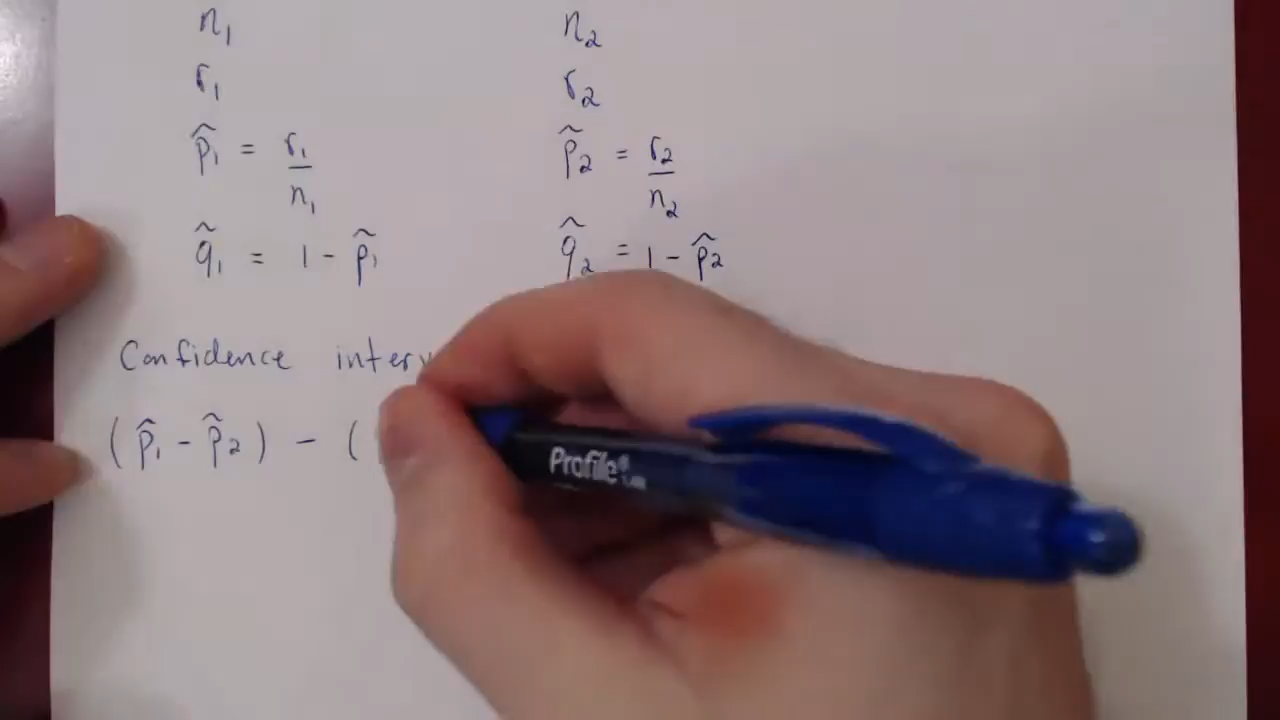 n₁ n₂
r₁ r₂
p̂₁ = r₁/n₁ p̂₂ = r₂/n₂
q̂₁ = 1 - p̂₁ q̂₂ = 1 - p̂₂
Confidence
(p̂₁ - p̂₂) - (
Profile®